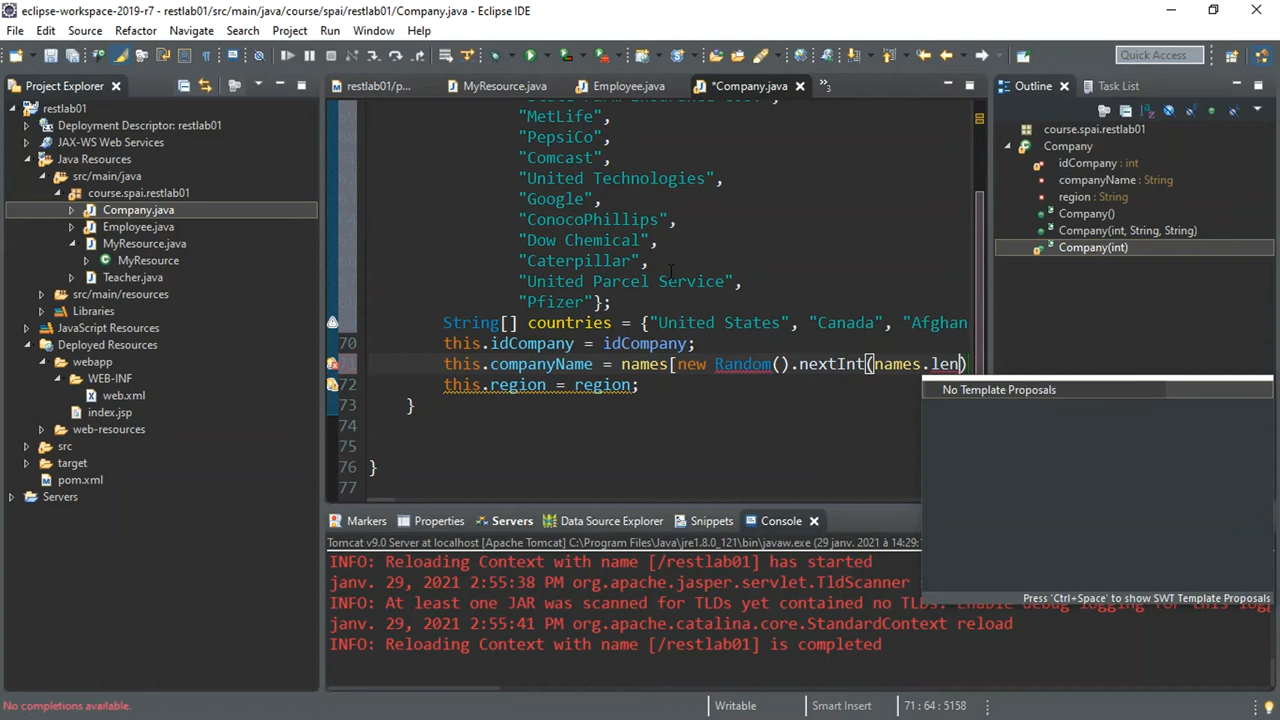 eclipse-workspace-2019-r7 - restlab01/src/main/java/course/spai/restlab01/Company.java - Eclipse IDE
File Edit Source Refactor Navigate Search Project Run Window Help
Quick Access
Project Explorer
restlab01
Deployment Descriptor: restlab01
JAX-WS Web Services
Java Resources
src/main/java
course.spai.restlab01
Company.java
Employee.java
MyResource.java
MyResource
Teacher.java
src/main/resources
Libraries
JavaScript Resources
Deployed Resources
webapp
WEB-INF
web.xml
index.jsp
web-resources
src
target
pom.xml
Servers
restlab01/p... MyResource.java Employee.java *Company.java »3
"MetLife",
"PepsiCo",
"Comcast",
"United Technologies",
"Google",
"ConocoPhillips",
"Dow Chemical",
"Caterpillar",
"United Parcel Service",
"Pfizer"};
String[] countries = {"United States", "Canada", "Afghan
70 this.idCompany = idCompany;
71 this.companyName = names[new Random().nextInt(names.len)
72 this.region = region;
73 }
74
75
76 }
77
No Template Proposals
Press 'Ctrl+Space' to show SWT Template Proposals
Outline Task List
course.spai.restlab01
Company
idCompany : int
companyName : String
region : String
Company()
Company(int, String, String)
Company(int)
Markers Properties Servers Data Source Explorer Snippets Console
Tomcat v9.0 Server at localhost [Apache Tomcat] C:\Program Files\Java\jre1.8.0_121\bin\javaw.exe (29 janv. 2021 à 14:29:
INFO: Reloading Context with name [/restlab01] has started
janv. 29, 2021 2:55:38 PM org.apache.jasper.servlet.TldScanner
INFO: At least one JAR was scanned for TLDs yet contained no TLDs. Enable debug logging for this logg
janv. 29, 2021 2:55:41 PM org.apache.catalina.core.StandardContext reload
INFO: Reloading Context with name [/restlab01] is completed
No completions available. Writable Smart Insert 71 : 64 : 5158